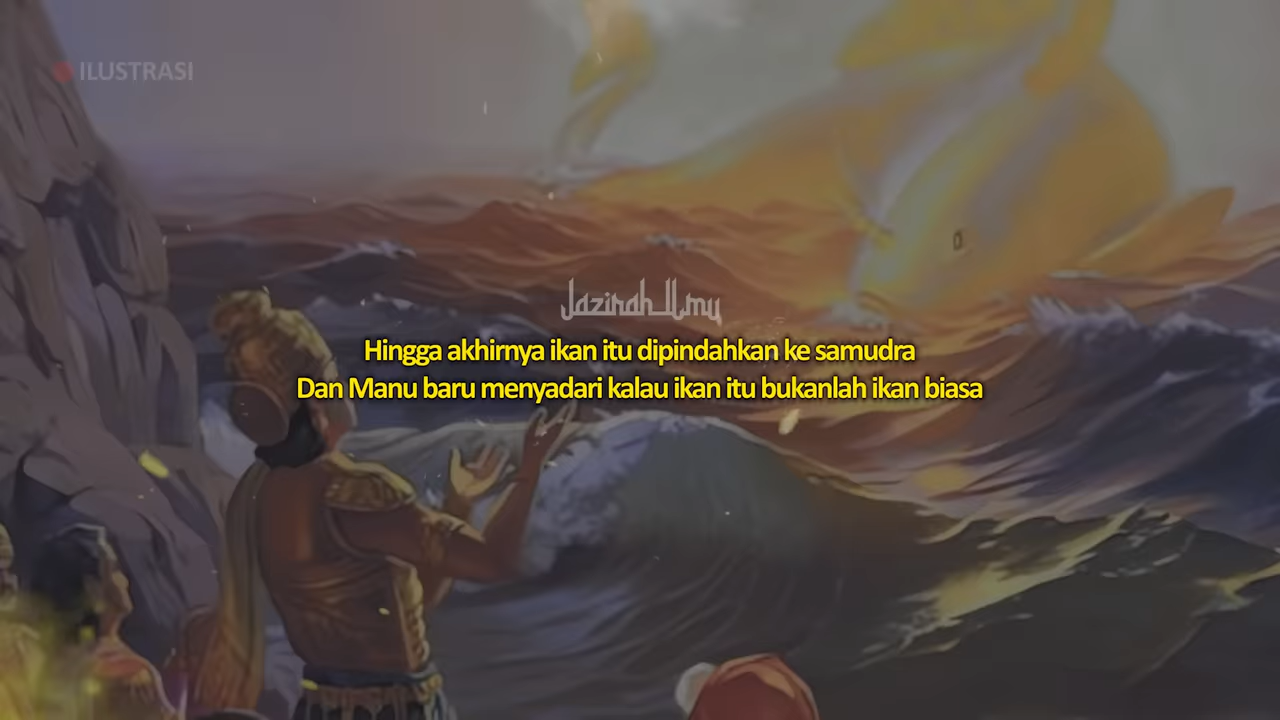 ILUSTRASI
Jazirah Ilmu
Hingga akhirnya ikan itu dipindahkan ke samudra
Dan Manu baru menyadari kalau ikan itu bukanlah ikan biasa